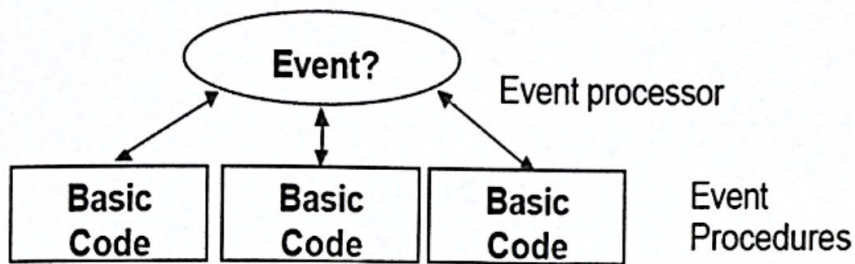 Event?
Event processor
Basic
Code
Basic
Code
Basic
Code
Event
Procedures